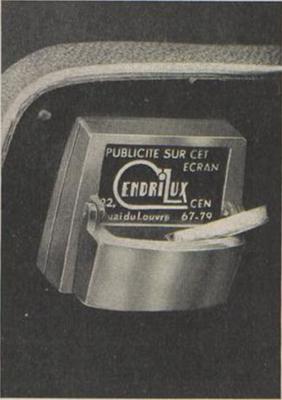 PUBLICITE SUR CET
ECRAN
CENDRILUX
22, CEN
Quai du Louvre 67-79